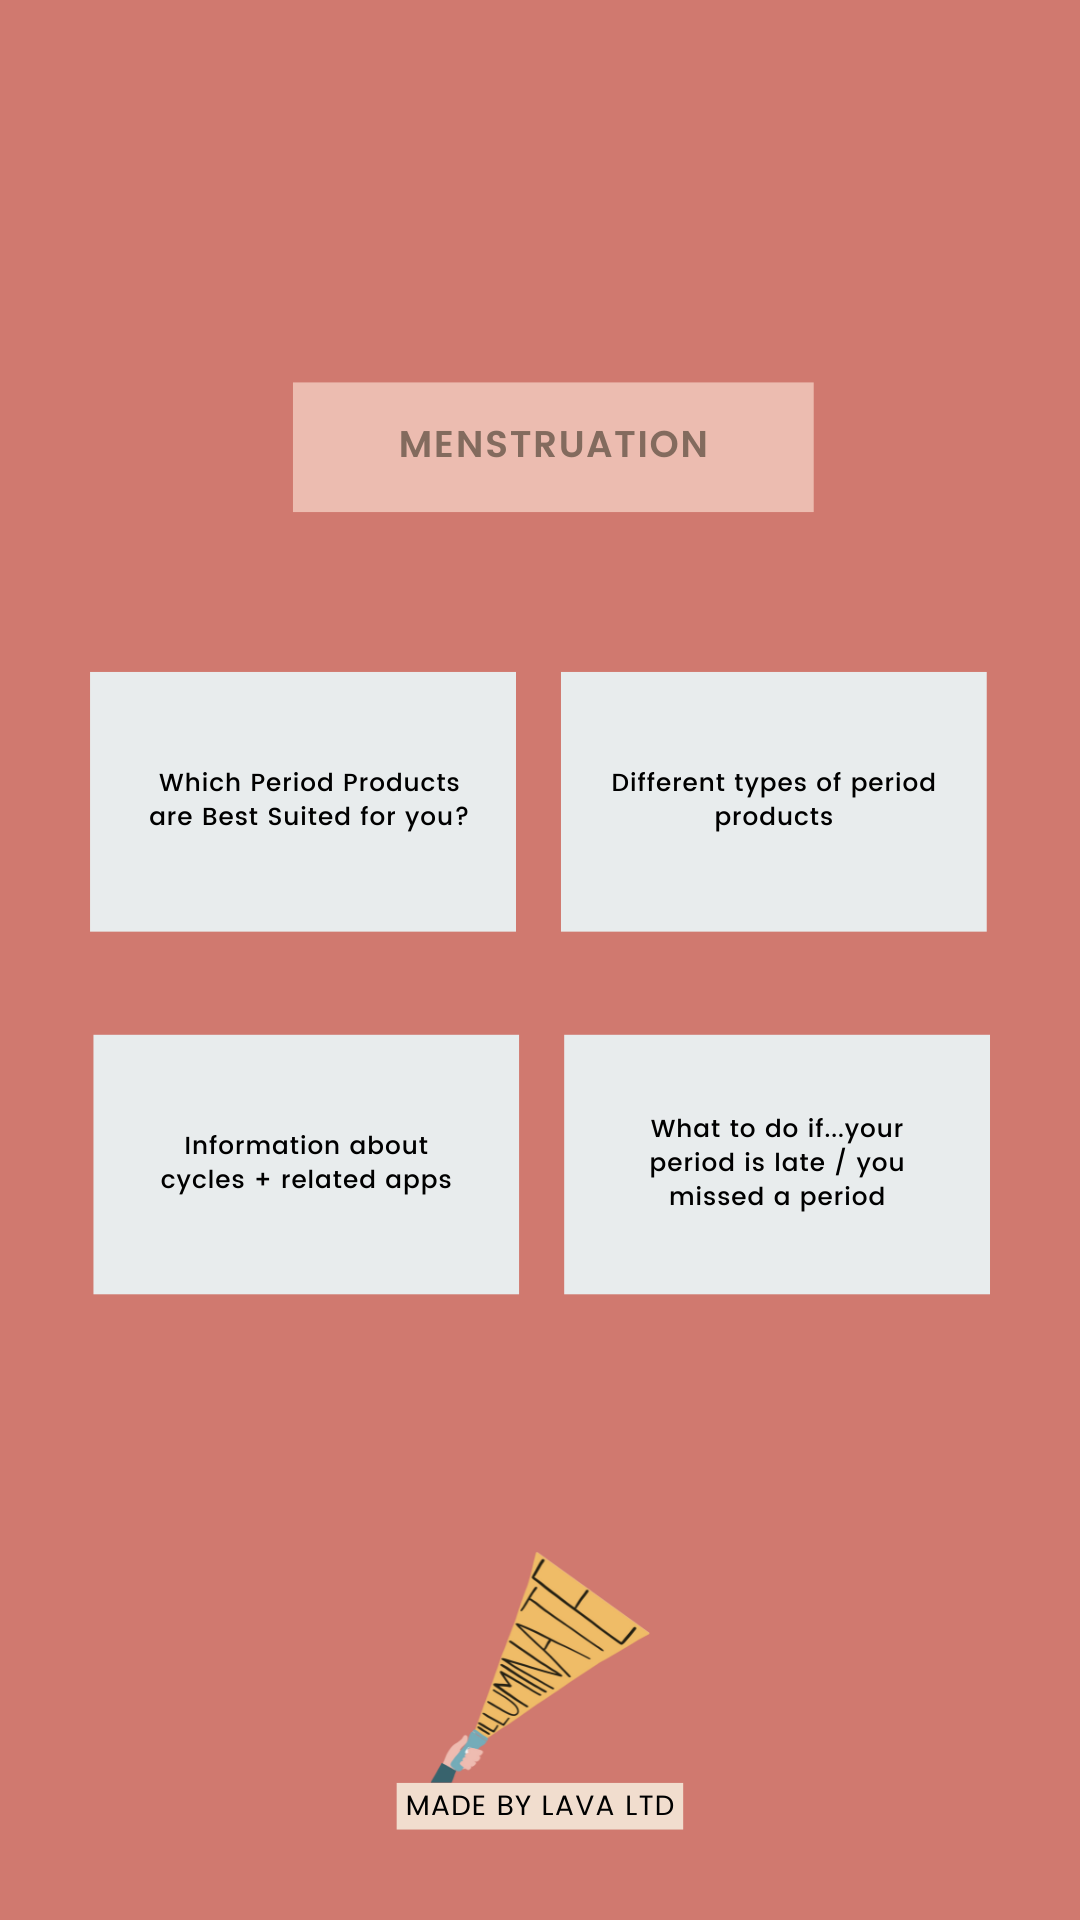 MENSTRUATION
Which Period Products
are Best Suited for you?
Different types of period
products
Information about
cycles + related apps
What to do if...your
period is late / you
missed a period
ILLUMINATE
MADE BY LAVA LTD